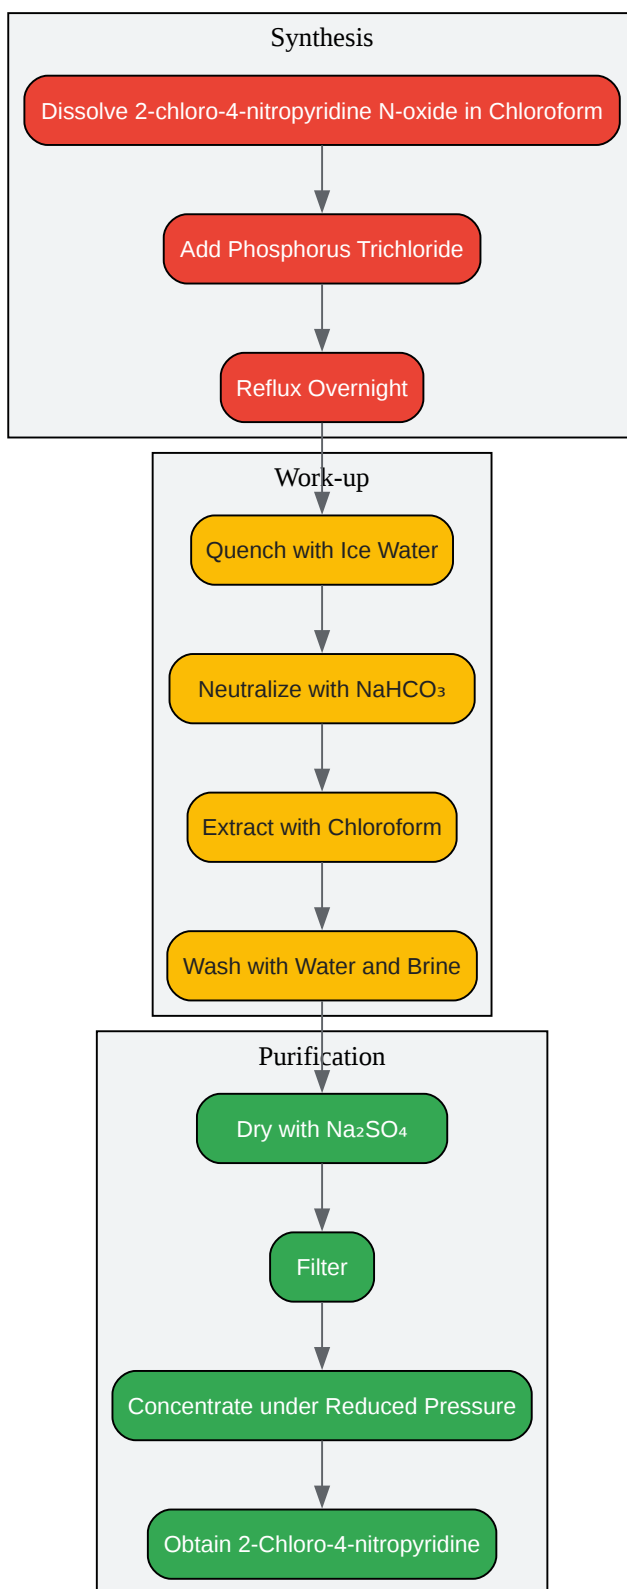 Synthesis
Dissolve 2-chloro-4-nitropyridine N-oxide in Chloroform
Add Phosphorus Trichloride
Reflux Overnight
Work-up
Quench with Ice Water
Neutralize with NaHCO₃
Extract with Chloroform
Wash with Water and Brine
Purification
Dry with Na₂SO₄
Filter
Concentrate under Reduced Pressure
Obtain 2-Chloro-4-nitropyridine